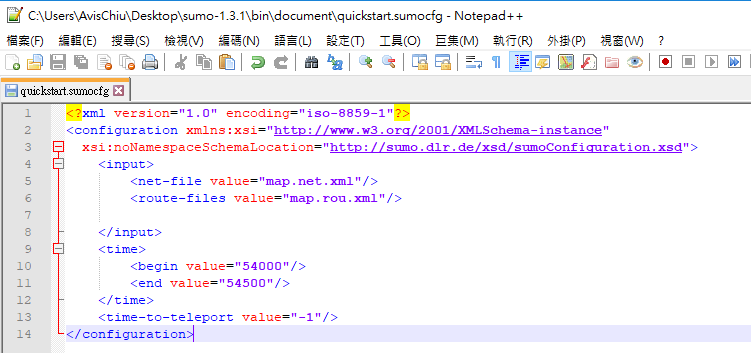 C:\Users\AvisChiu\Desktop\sumo-1.3.1\bin\document\quickstart.sumocfg - Notepad++
檔案(F) 編輯(E) 搜尋(S) 檢視(V) 編碼(N) 語言(L) 設定(T) 工具(O) 巨集(M) 執行(R) 外掛(P) 視窗(W) ?
quickstart.sumocfg
1 <?xml version="1.0" encoding="iso-8859-1"?>
2 <configuration xmlns:xsi="http://www.w3.org/2001/XMLSchema-instance"
3 xsi:noNamespaceSchemaLocation="http://sumo.dlr.de/xsd/sumoConfiguration.xsd">
4 <input>
5 <net-file value="map.net.xml"/>
6 <route-files value="map.rou.xml"/>
7
8 </input>
9 <time>
10 <begin value="54000"/>
11 <end value="54500"/>
12 </time>
13 <time-to-teleport value="-1"/>
14 </configuration>